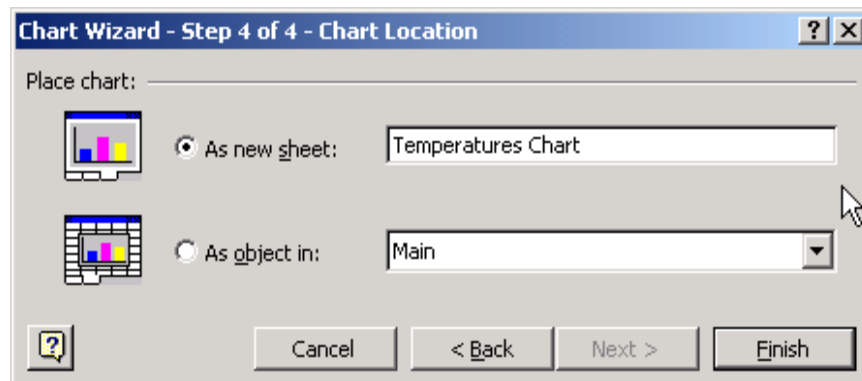 Chart Wizard - Step 4 of 4 - Chart Location
Place chart:
As new sheet: Temperatures Chart
As object in: Main
Cancel < Back Next > Finish